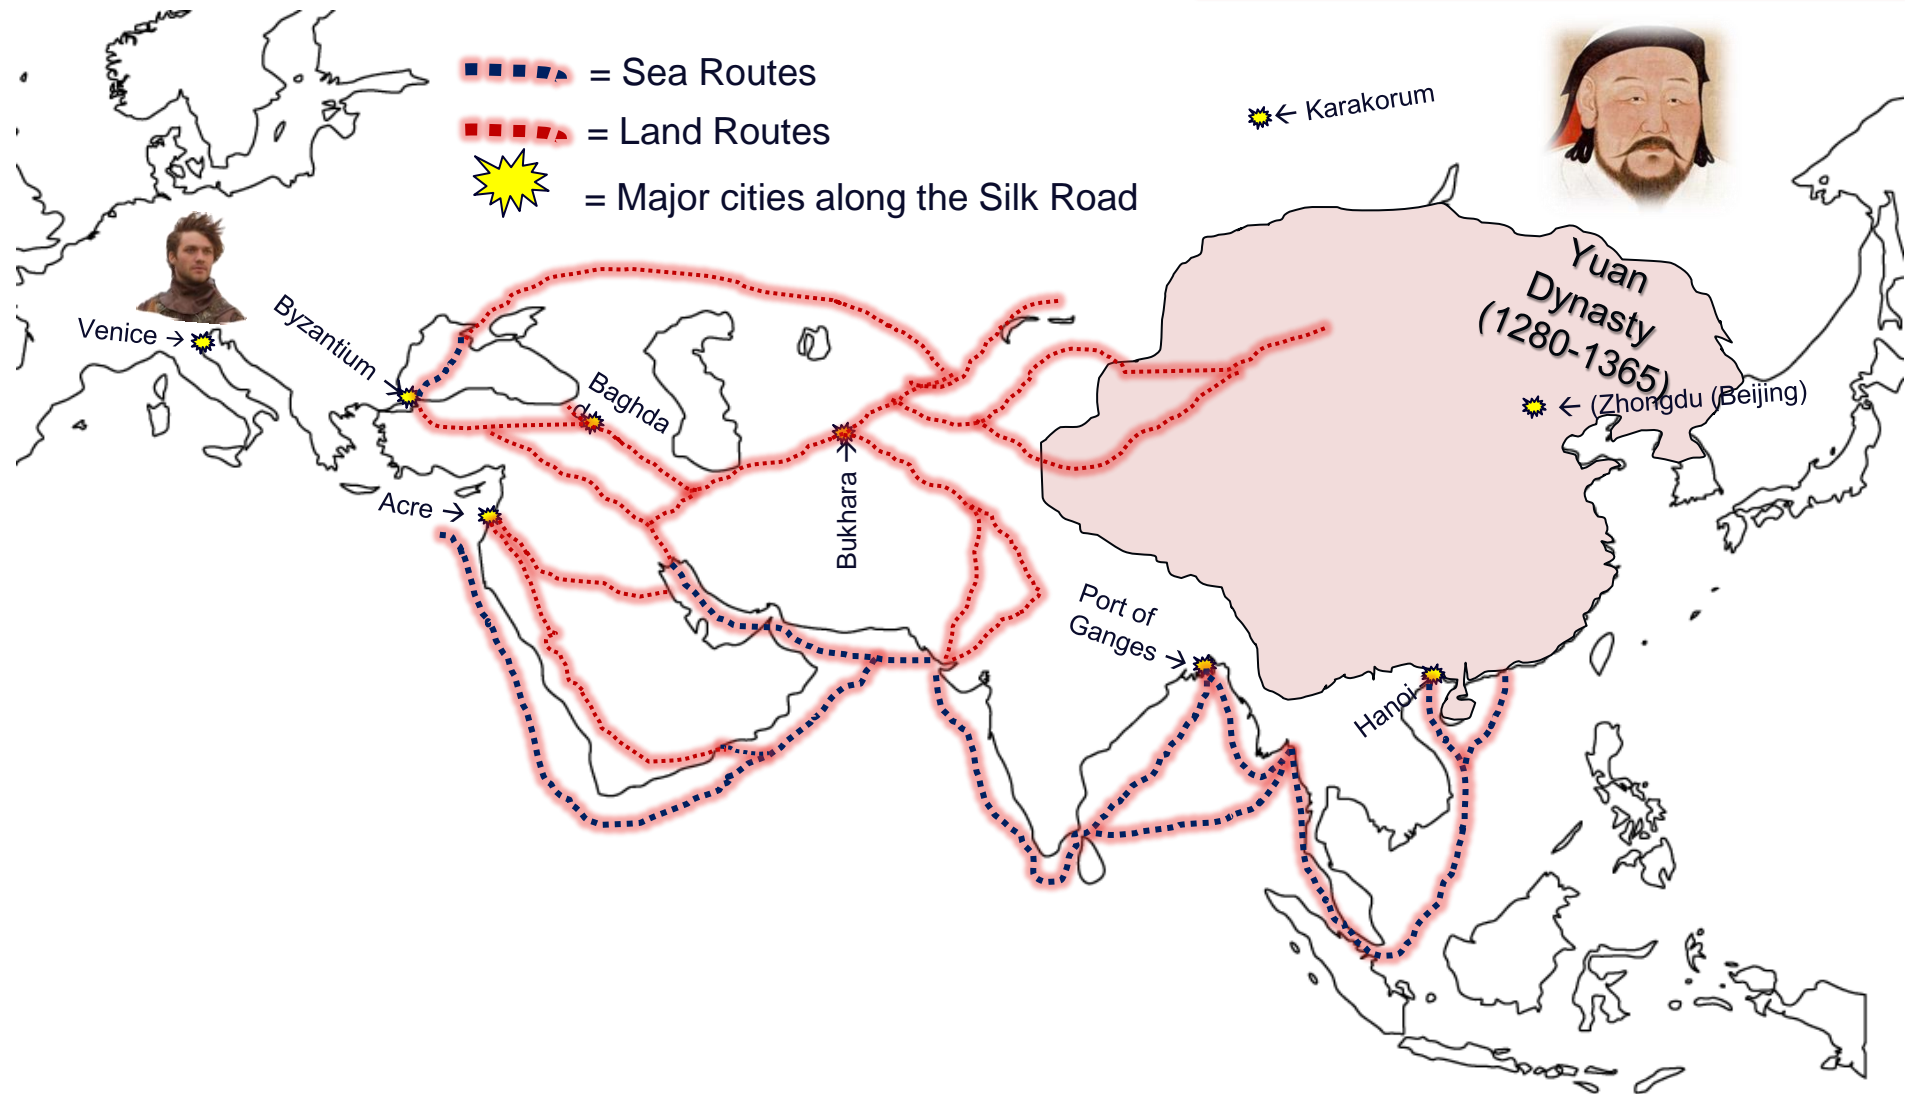 = Sea Routes
= Land Routes
= Major cities along the Silk Road
← Karakorum
Yuan
Dynasty
(1280-1365)
Venice →
Byzantium
Baghda
d
← (Zhongdu (Beijing)
Acre →
Bukhara →
Port of
Ganges →
Hanoi